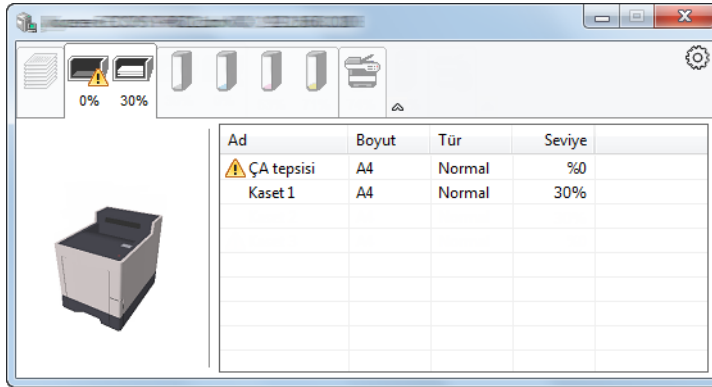 0% 30%
Ad Boyut Tür Seviye
ÇA tepsisi A4 Normal %0
Kaset 1 A4 Normal 30%